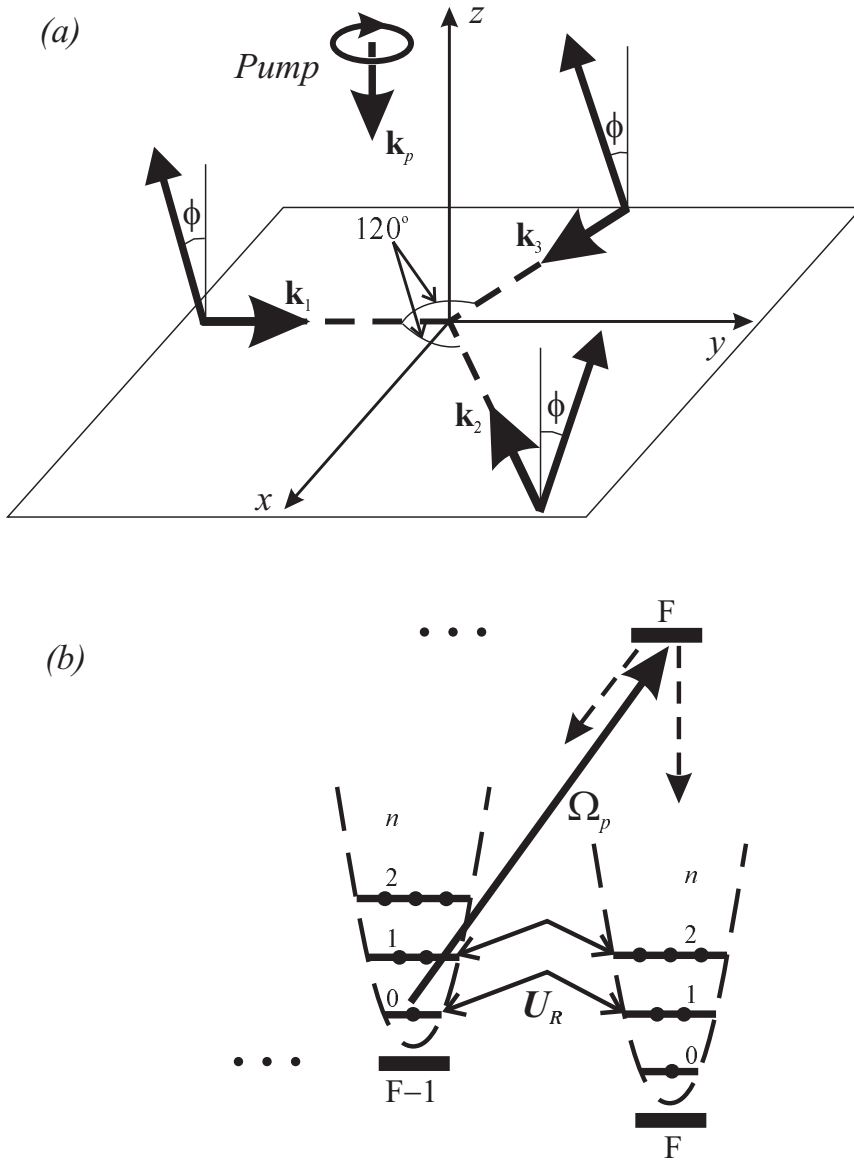 (a)
z
Pump
k_p
ϕ
ϕ
120°
k_3
k_1
y
k_2
ϕ
x
(b)
• • •
F
Ω_p
n
n
2
2
1
1
0
U_R
0
• • •
F−1
F